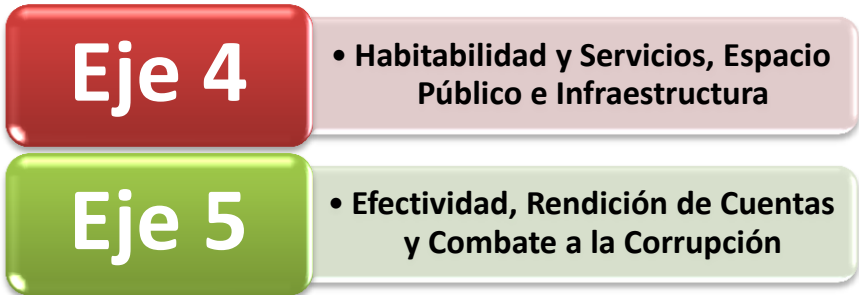 Eje 4
• Habitabilidad y Servicios, Espacio
Público e Infraestructura
Eje 5
• Efectividad, Rendición de Cuentas
y Combate a la Corrupción